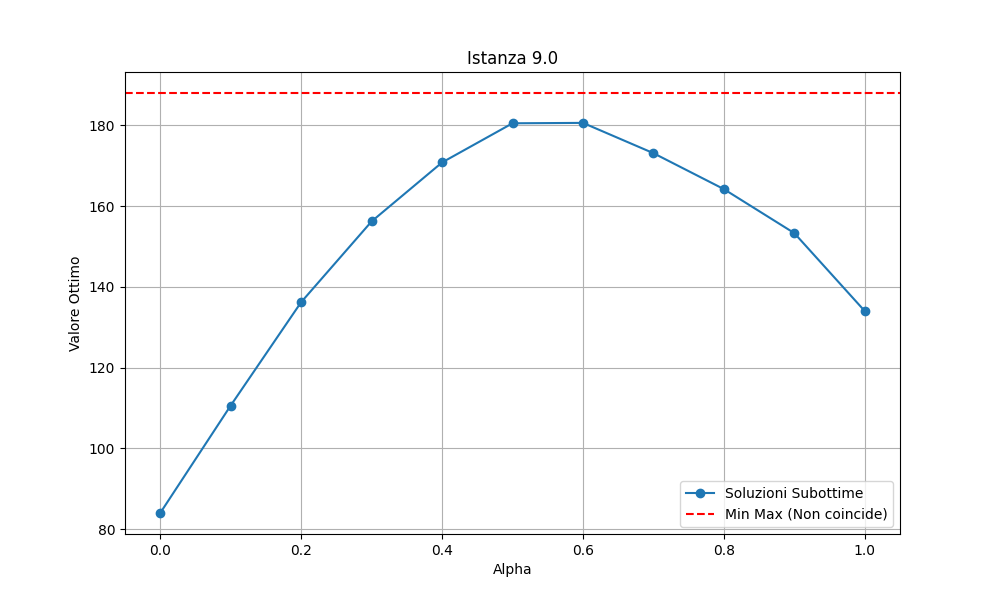 Istanza 9.0
Valore Ottimo
180
160
140
120
100
80
0.0 0.2 0.4 0.6 0.8 1.0
Alpha
Soluzioni Subottime
Min Max (Non coincide)